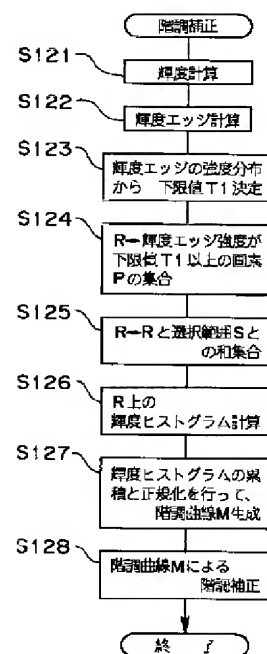 階調補正
S121
輝度計算
S122
輝度エッジ計算
S123
輝度エッジの強度分布
から 下限値T1決定
S124
R←輝度エッジ強度が
下限値T1以上の画素
Pの集合
S125
R←Rと選択範囲Sと
の和集合
S126
R上の
輝度ヒストグラム計算
S127
輝度ヒストグラムの累
積と正規化を行って、
階調曲線M生成
S128
階調曲線Mによる
階調補正
終